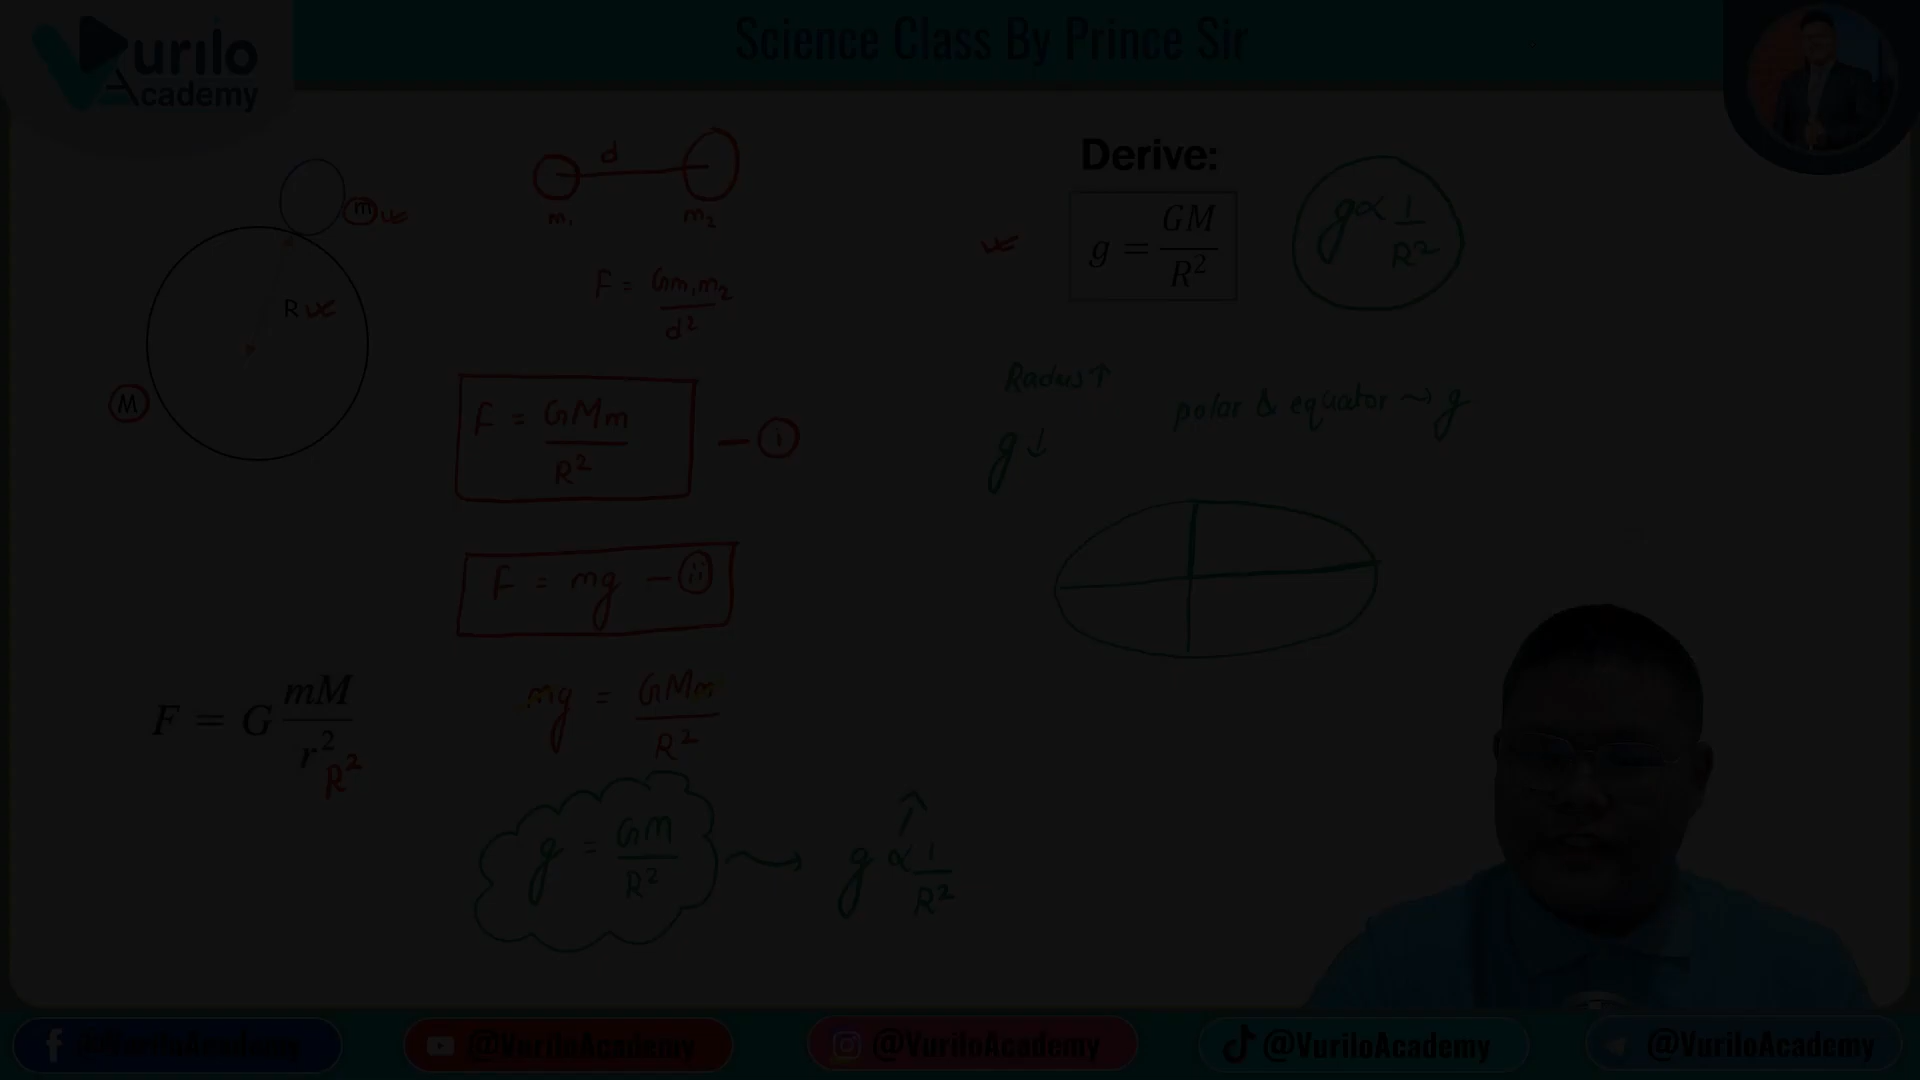 Vurilo
Academy
Science Class By Prince Sir
m
R
M
d
m₁ m₂
F = Gm₁m₂ / d²
F = GMm / R² — (i)
F = mg — (ii)
F = G mM / r²
R²
mg = GMm / R²
g = GM / R² → g ∝ 1 / R²
Derive:
g = GM / R²
g ∝ 1 / R²
Radius ↑
g ↓
polar & equator → g
@VuriloAcademy
@VuriloAcademy
@VuriloAcademy
@VuriloAcademy
@VuriloAcademy